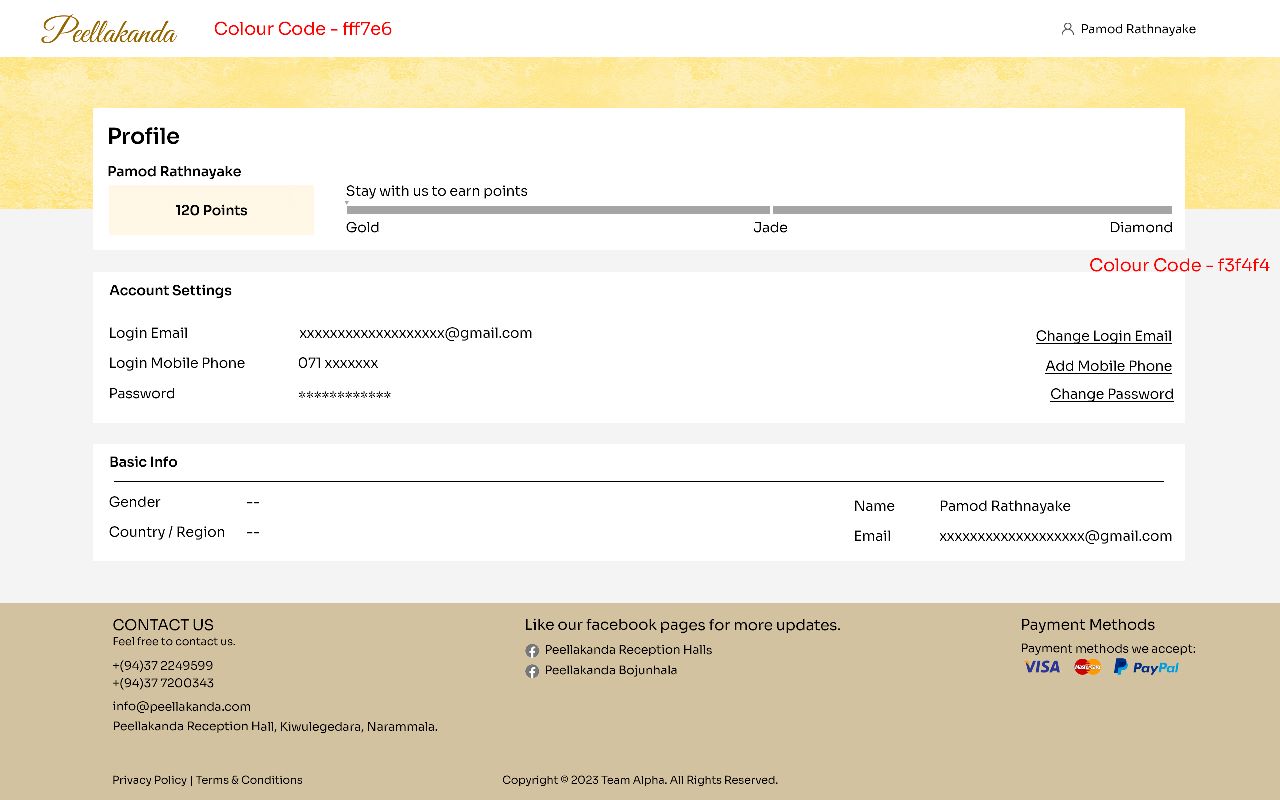 Peellakanda
Colour Code - fff7e6
Pamod Rathnayake
Profile
Pamod Rathnayake
120 Points
Stay with us to earn points
Gold Jade Diamond
Colour Code - f3f4f4
Account Settings
Login Email xxxxxxxxxxxxxxxxxxx@gmail.com Change Login Email
Login Mobile Phone 071 xxxxxxx Add Mobile Phone
Password ************ Change Password
Basic Info
Gender --
Country / Region --
Name Pamod Rathnayake
Email xxxxxxxxxxxxxxxxxxx@gmail.com
CONTACT US
Feel free to contact us.
+(94)37 2249599
+(94)37 7200343
info@peellakanda.com
Peellakanda Reception Hall, Kiwulegedara, Narammala.
Like our facebook pages for more updates.
Peellakanda Reception Halls
Peellakanda Bojunhala
Payment Methods
Payment methods we accept:
VISA MasterCard PayPal
Privacy Policy | Terms & Conditions
Copyright © 2023 Team Alpha. All Rights Reserved.